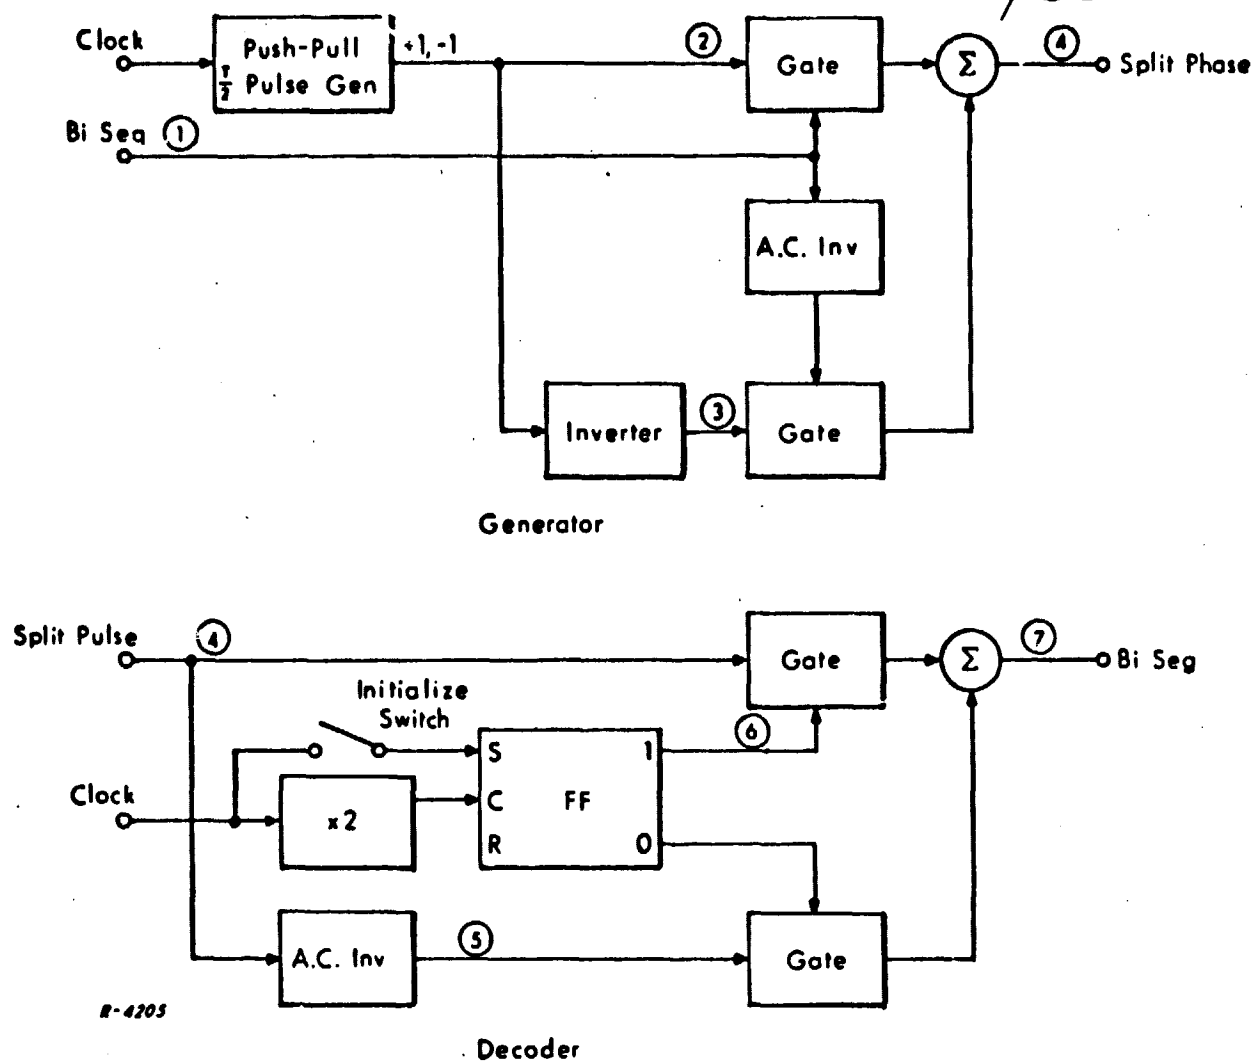 Clock
Push-Pull
T/2 Pulse Gen
+1, -1
②
Gate
Σ
④
Split Phase
Bi Seq ①
A.C. Inv
Inverter
③
Gate
Generator
Split Pulse
④
Gate
Σ
⑦
Bi Seg
Initialize
Switch
⑥
S
1
Clock
x2
C
FF
R
0
A.C. Inv
⑤
Gate
R-4205
Decoder